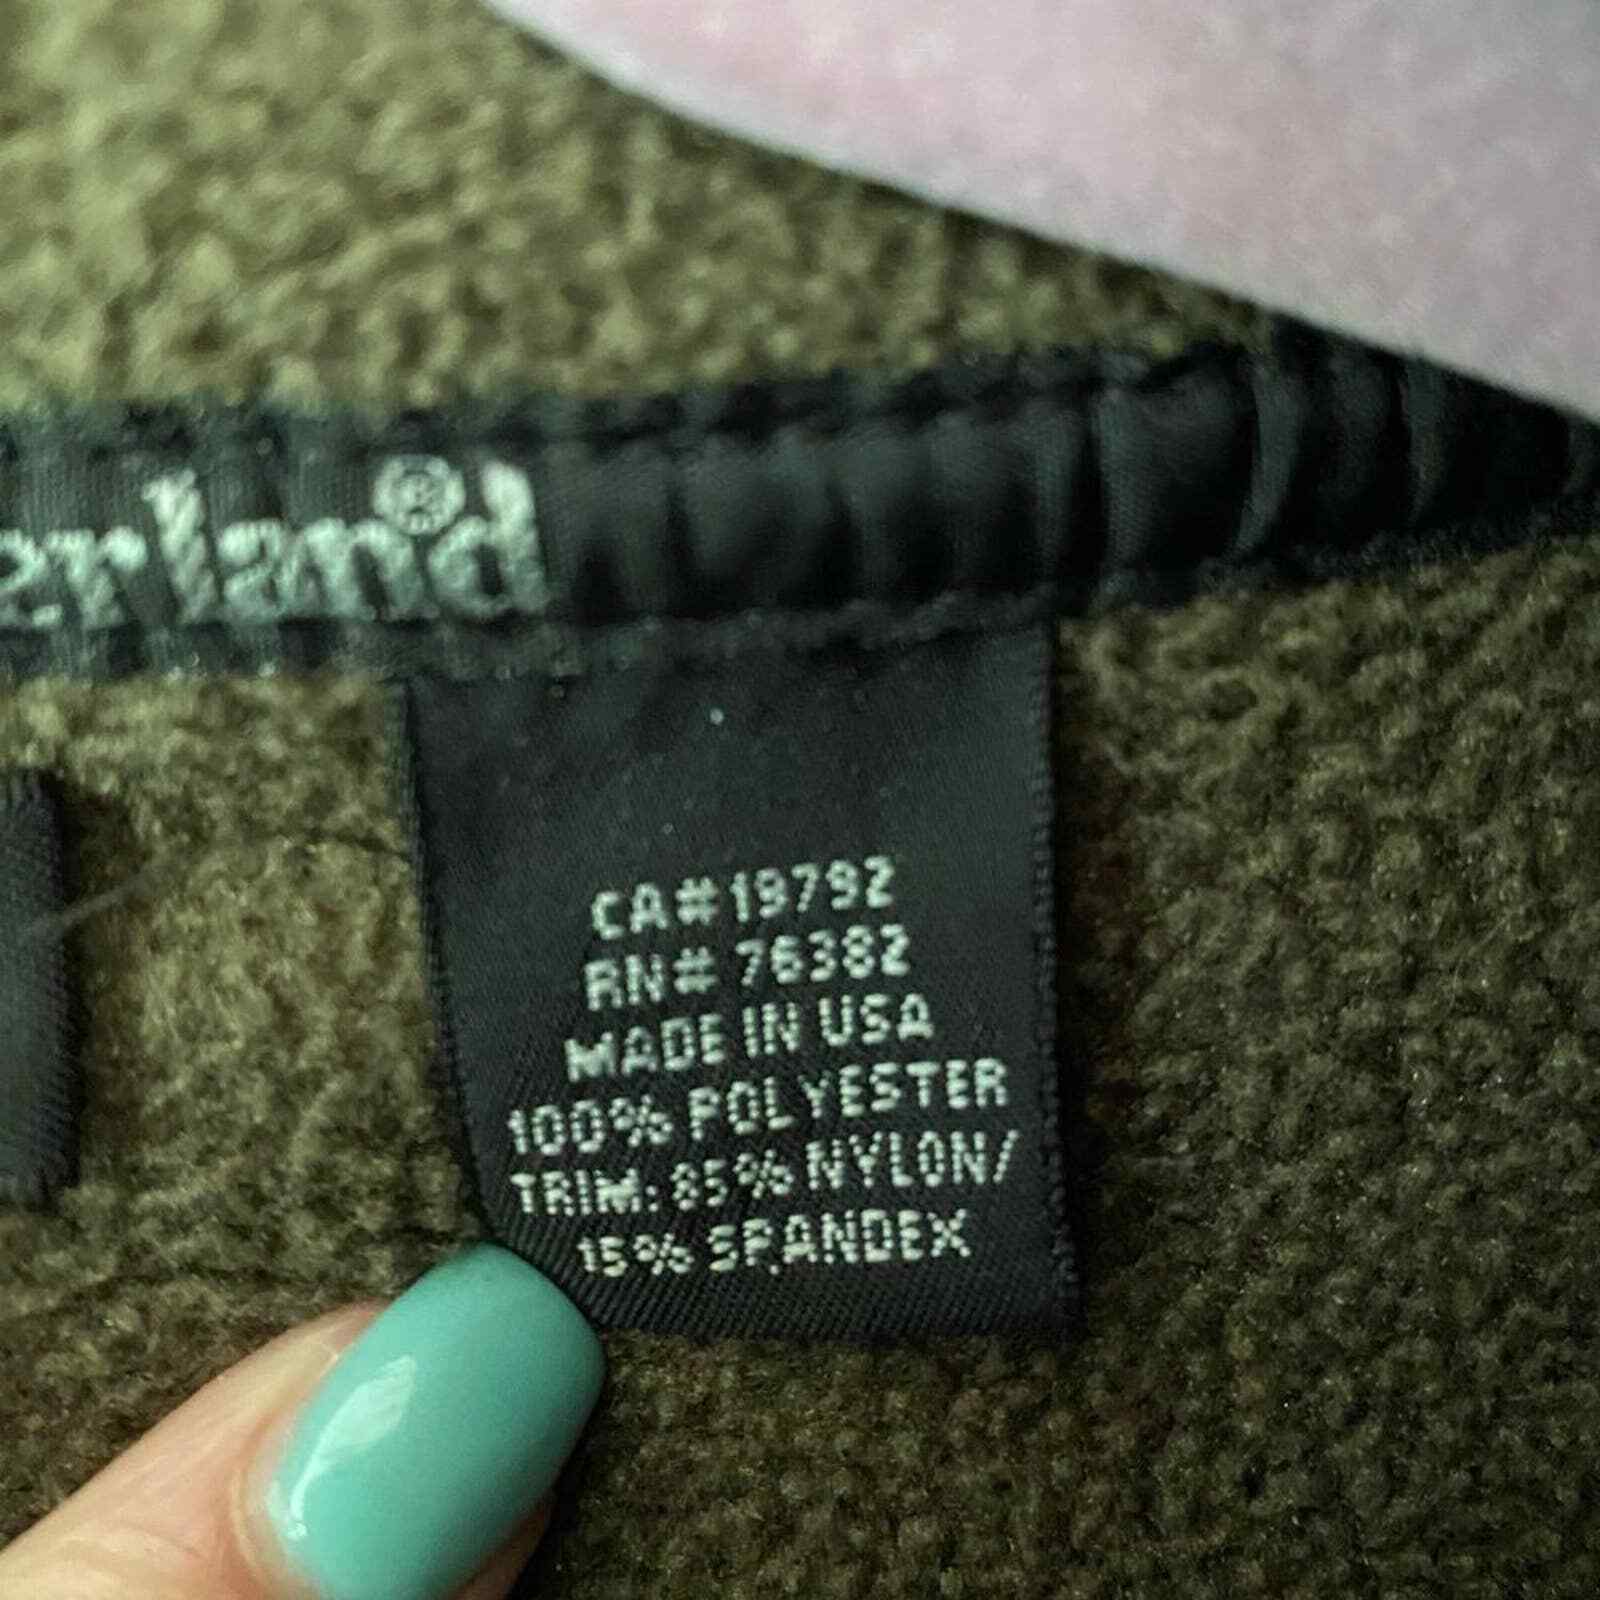 erland®
CA#19792
RN# 76382
MADE IN USA
100% POLYESTER
TRIM: 85% NYLON/
15% SPANDEX